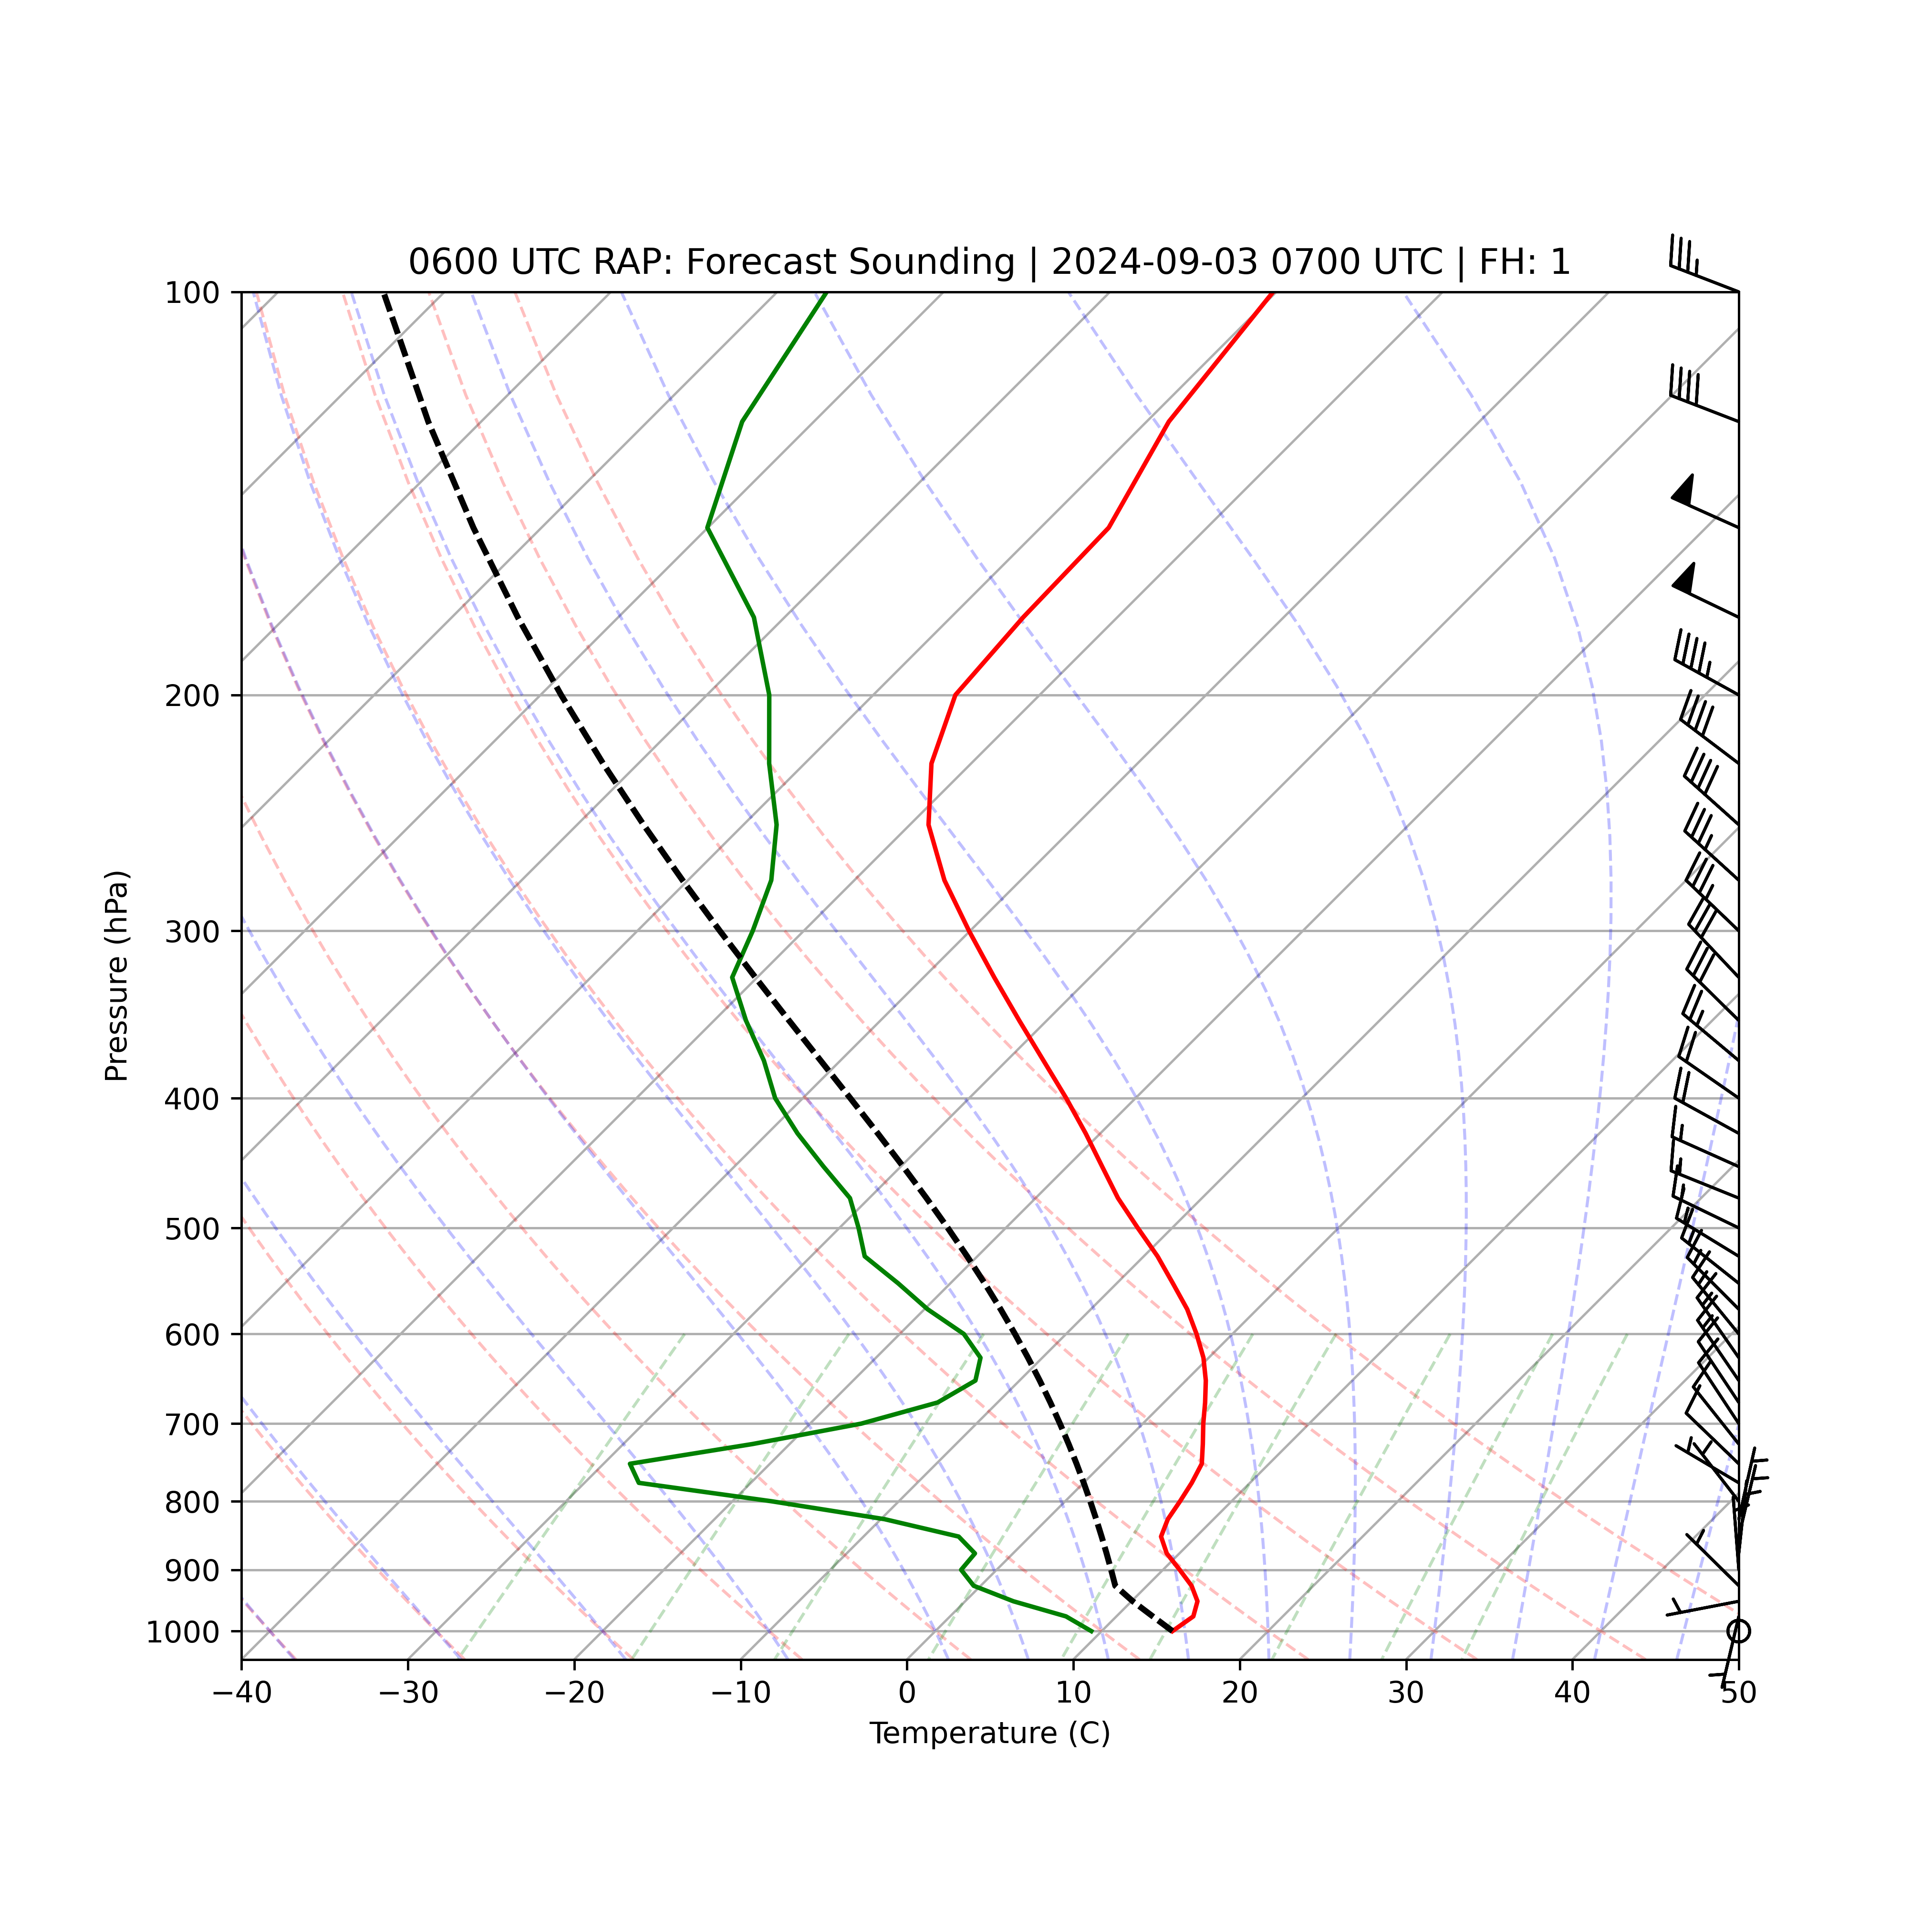 0600 UTC RAP: Forecast Sounding | 2024-09-03 0700 UTC | FH: 1
100
200
300
400
500
600
700
800
900
1000
Pressure (hPa)
−40 −30 −20 −10 0 10 20 30 40 50
Temperature (C)